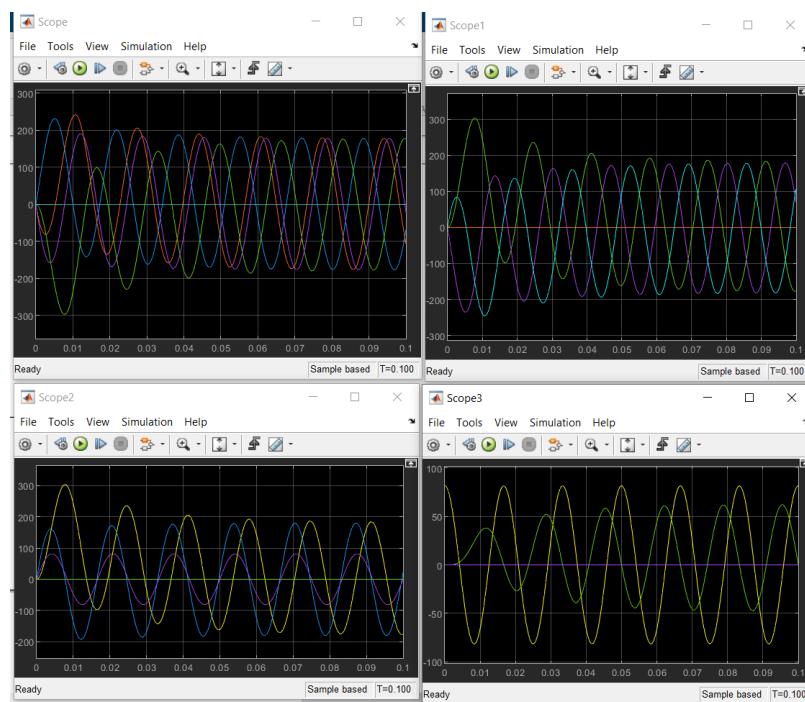 Scope
File Tools View Simulation Help
300
200
100
0
-100
-200
-300
0 0.01 0.02 0.03 0.04 0.05 0.06 0.07 0.08 0.09 0.1
Ready Sample based T=0.100
Scope1
File Tools View Simulation Help
300
200
100
0
-100
-200
-300
0 0.01 0.02 0.03 0.04 0.05 0.06 0.07 0.08 0.09 0.1
Ready Sample based T=0.100
Scope2
File Tools View Simulation Help
300
200
100
0
-100
-200
0 0.01 0.02 0.03 0.04 0.05 0.06 0.07 0.08 0.09 0.1
Ready Sample based T=0.100
Scope3
File Tools View Simulation Help
100
50
0
-50
-100
0 0.01 0.02 0.03 0.04 0.05 0.06 0.07 0.08 0.09 0.1
Ready Sample based T=0.100